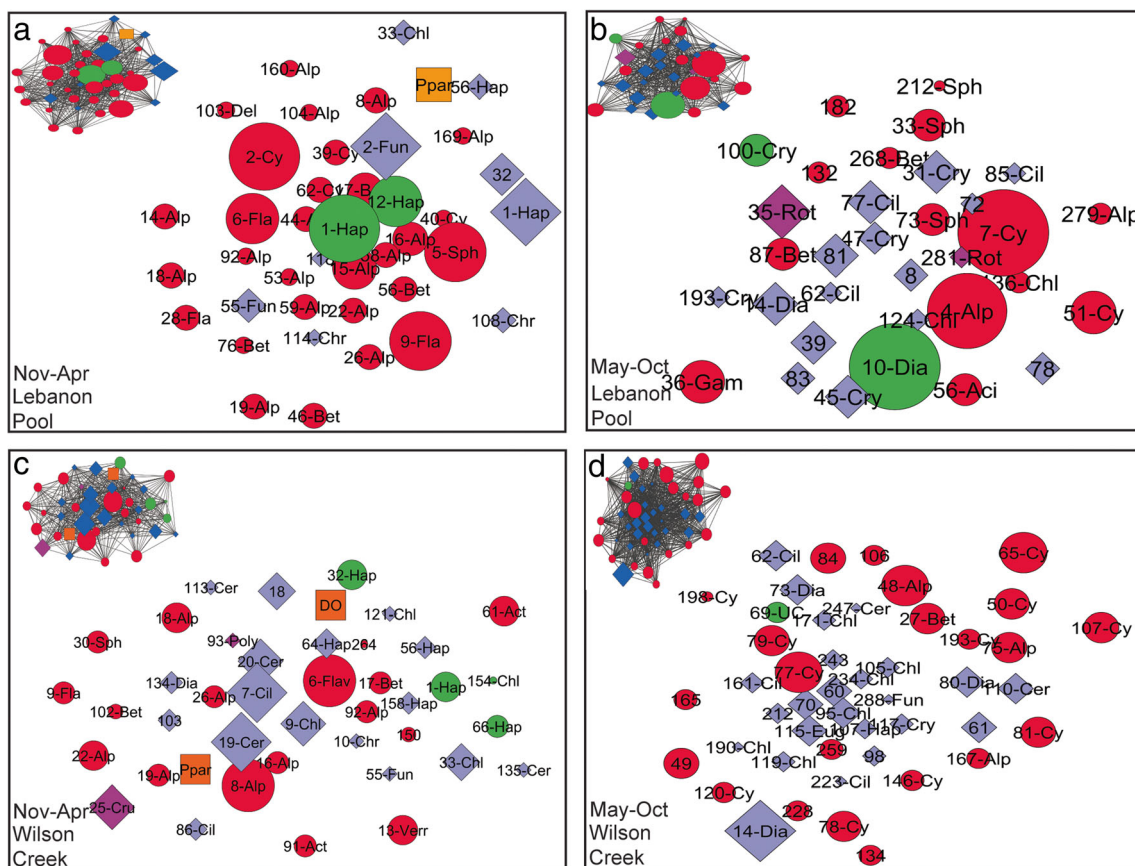 a
33-Chl
160-Alp
Ppar
56-Hap
8-Alp
103-Del
104-Alp
169-Alp
2-Fun
39-Cy
2-Cy
32
62-Cy
17-B
12-Hap
1-Hap
14-Alp
6-Fla
44-A
40-Cy
1-Hap
16-Alp
5-Sph
92-Alp
15-Alp
18-Alp
53-Alp
56-Bet
55-Fun
59-Alp
22-Alp
28-Fla
108-Chr
114-Chr
76-Bet
9-Fla
26-Alp
Nov-Apr
Lebanon
Pool
19-Alp
46-Bet
b
212-Sph
182
33-Sph
100-Cry
268-Bet
132
31-Cry
85-Cil
77-Cil
72
35-Rot
73-Sph
279-Alp
7-Cy
47-Cry
87-Bet
81
281-Rot
8
136-Chl
193-Cry
62-Cil
14-Dia
4-Alp
51-Cy
124-Chl
39
10-Dia
78
83
36-Gam
45-Cry
56-Aci
May-Oct
Lebanon
Pool
c
32-Hap
113-Cer
18
DO
121-Chl
61-Act
18-Alp
30-Sph
93-Poly
64-Hap
264
56-Hap
20-Cer
6-Flav
17-Bet
1-Hap
154-Chl
134-Dia
9-Fla
26-Alp
7-Cil
158-Hap
102-Bet
92-Alp
103
9-Chl
66-Hap
150
19-Cer
10-Chr
22-Alp
16-Alp
33-Chl
19-Alp
Ppar
55-Fun
135-Cer
8-Alp
25-Cru
Nov-Apr
Wilson
Creek
86-Cil
13-Verr
91-Act
d
62-Cil
84
106
65-Cy
73-Dia
48-Alp
198-Cy
247-Cer
50-Cy
69-UC
171-Chl
27-Bet
107-Cy
79-Cy
193-Cy
75-Alp
243
105-Chl
77-Cy
234-Chl
161-Cil
60
80-Dia
110-Cer
165
288-Fun
70
212
95-Chl
117-Cry
61
115-Eug
107-Hap
81-Cy
190-Chl
259
98
49
119-Chl
167-Alp
223-Cil
146-Cy
120-Cy
228
78-Cy
14-Dia
134
May-Oct
Wilson
Creek